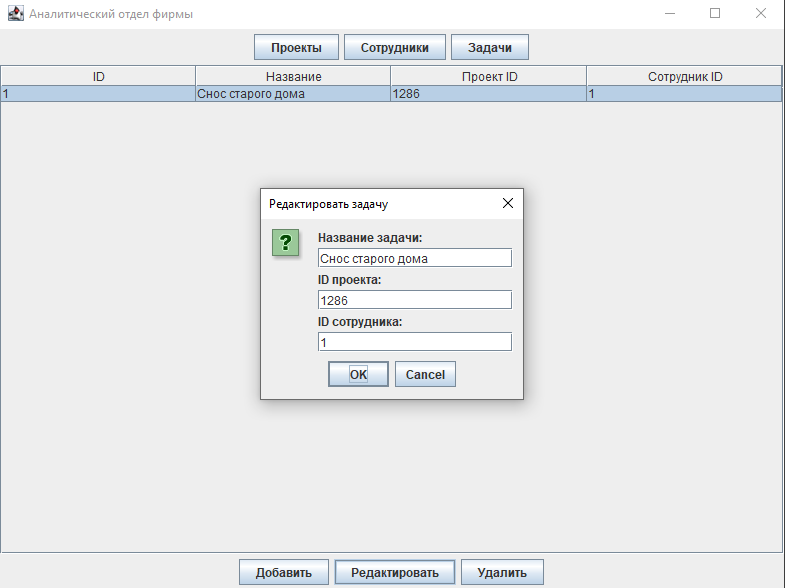 Аналитический отдел фирмы
Проекты Сотрудники Задачи
ID Название Проект ID Сотрудник ID
1 Снос старого дома 1286 1
Редактировать задачу
?
Название задачи:
Снос старого дома
ID проекта:
1286
ID сотрудника:
1
OK Cancel
Добавить Редактировать Удалить